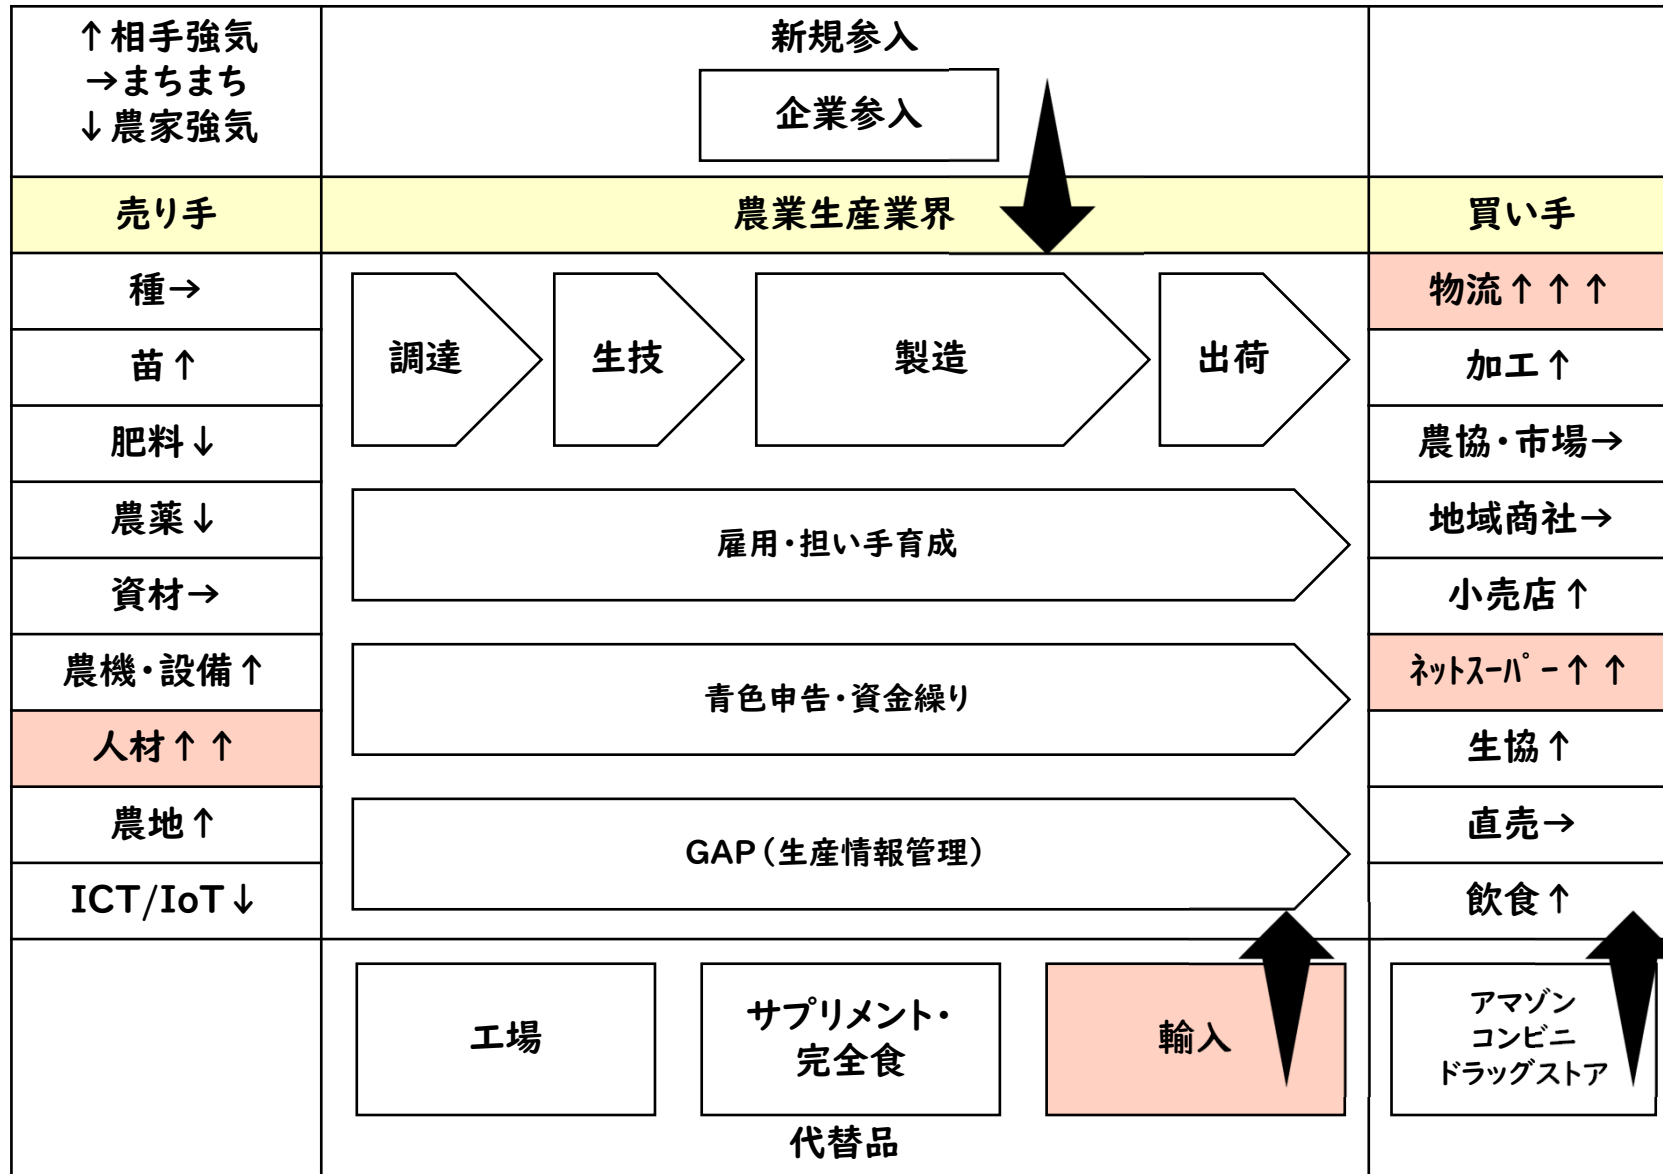 ↑相手強気
→まちまち
↓農家強気
新規参入
企業参入
売り手
農業生産業界
買い手
種→
苗↑
肥料↓
農薬↓
資材→
農機・設備↑
人材↑↑
農地↑
ICT/IoT↓
調達
生技
製造
出荷
雇用・担い手育成
青色申告・資金繰り
GAP（生産情報管理）
物流↑↑↑
加工↑
農協・市場→
地域商社→
小売店↑
ﾈｯﾄｽｰﾊﾟｰ↑↑
生協↑
直売→
飲食↑
工場
サプリメント・
完全食
輸入
代替品
アマゾン
コンビニ
ドラッグストア